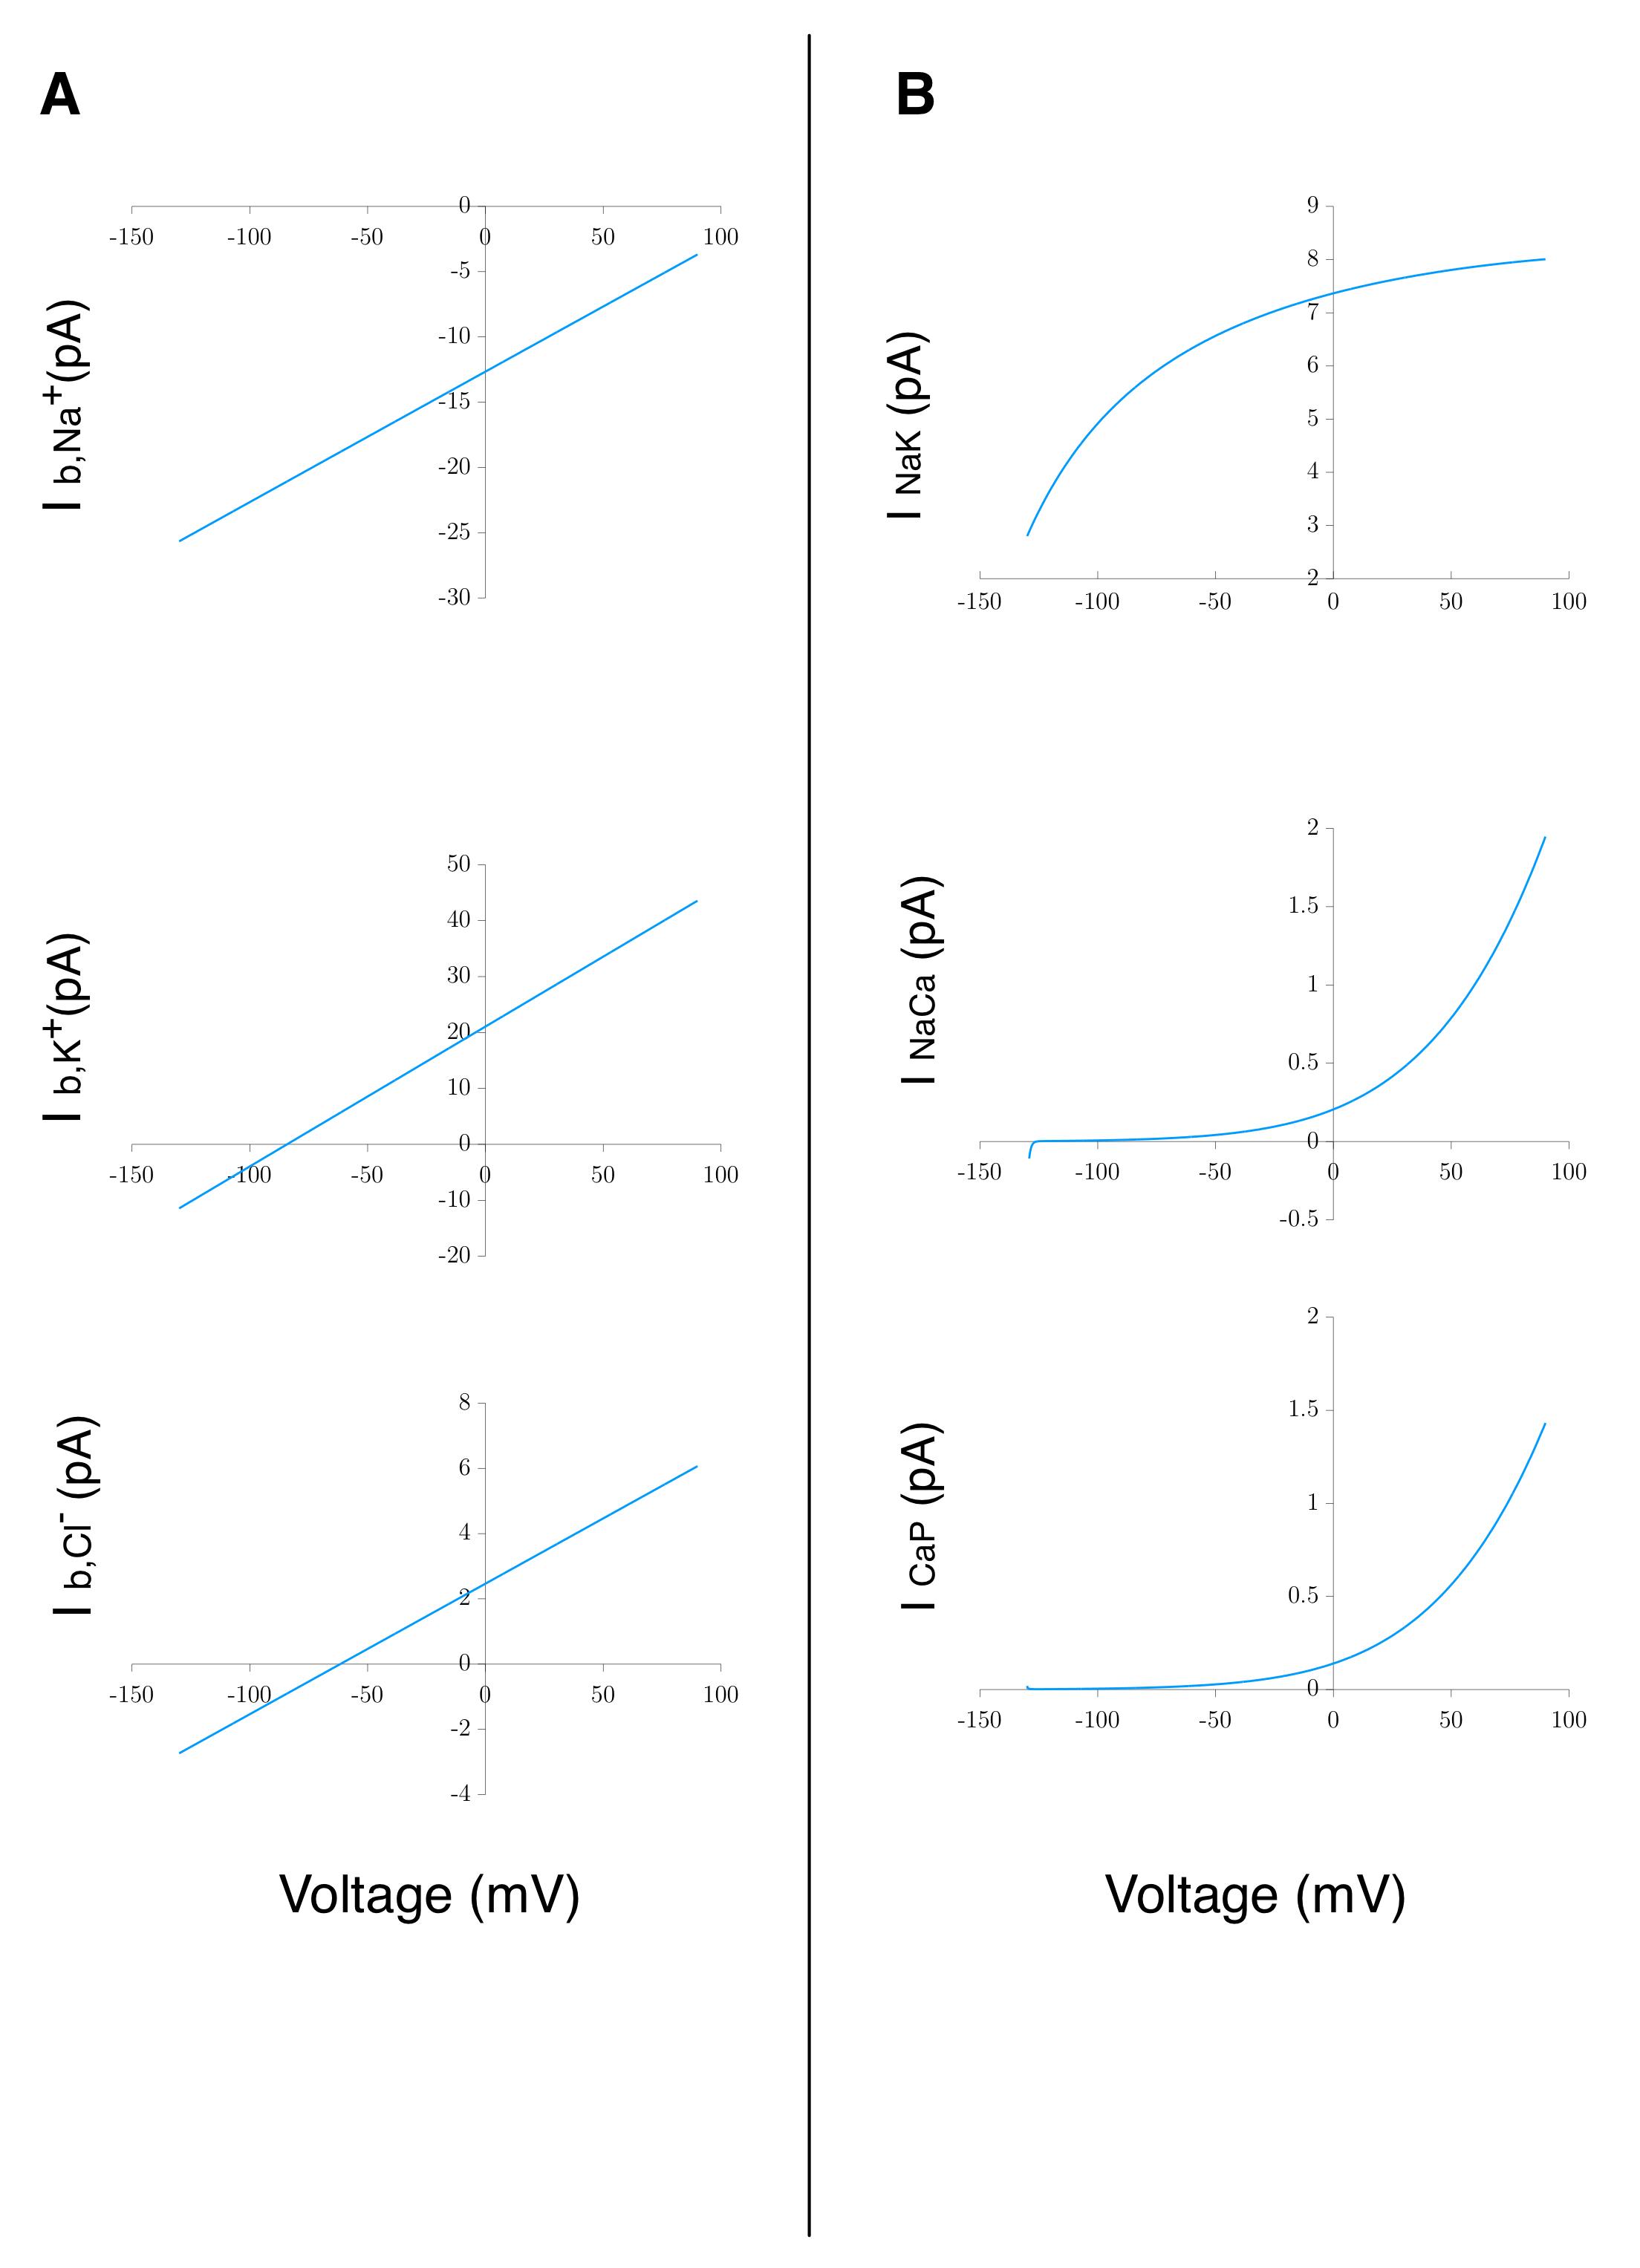 A
B
I b,Na+(pA)
0
-5
-10
-15
-20
-25
-30
-150 -100 -50 0 50 100
I NaK (pA)
9
8
7
6
5
4
3
2
-150 -100 -50 0 50 100
I b,K+(pA)
50
40
30
20
10
0
-10
-20
-150 -100 -50 0 50 100
I NaCa (pA)
2
1.5
1
0.5
0
-0.5
-150 -100 -50 0 50 100
I b,Cl- (pA)
8
6
4
2
0
-2
-4
-150 -100 -50 0 50 100
I CaP (pA)
2
1.5
1
0.5
0
-150 -100 -50 0 50 100
Voltage (mV)
Voltage (mV)